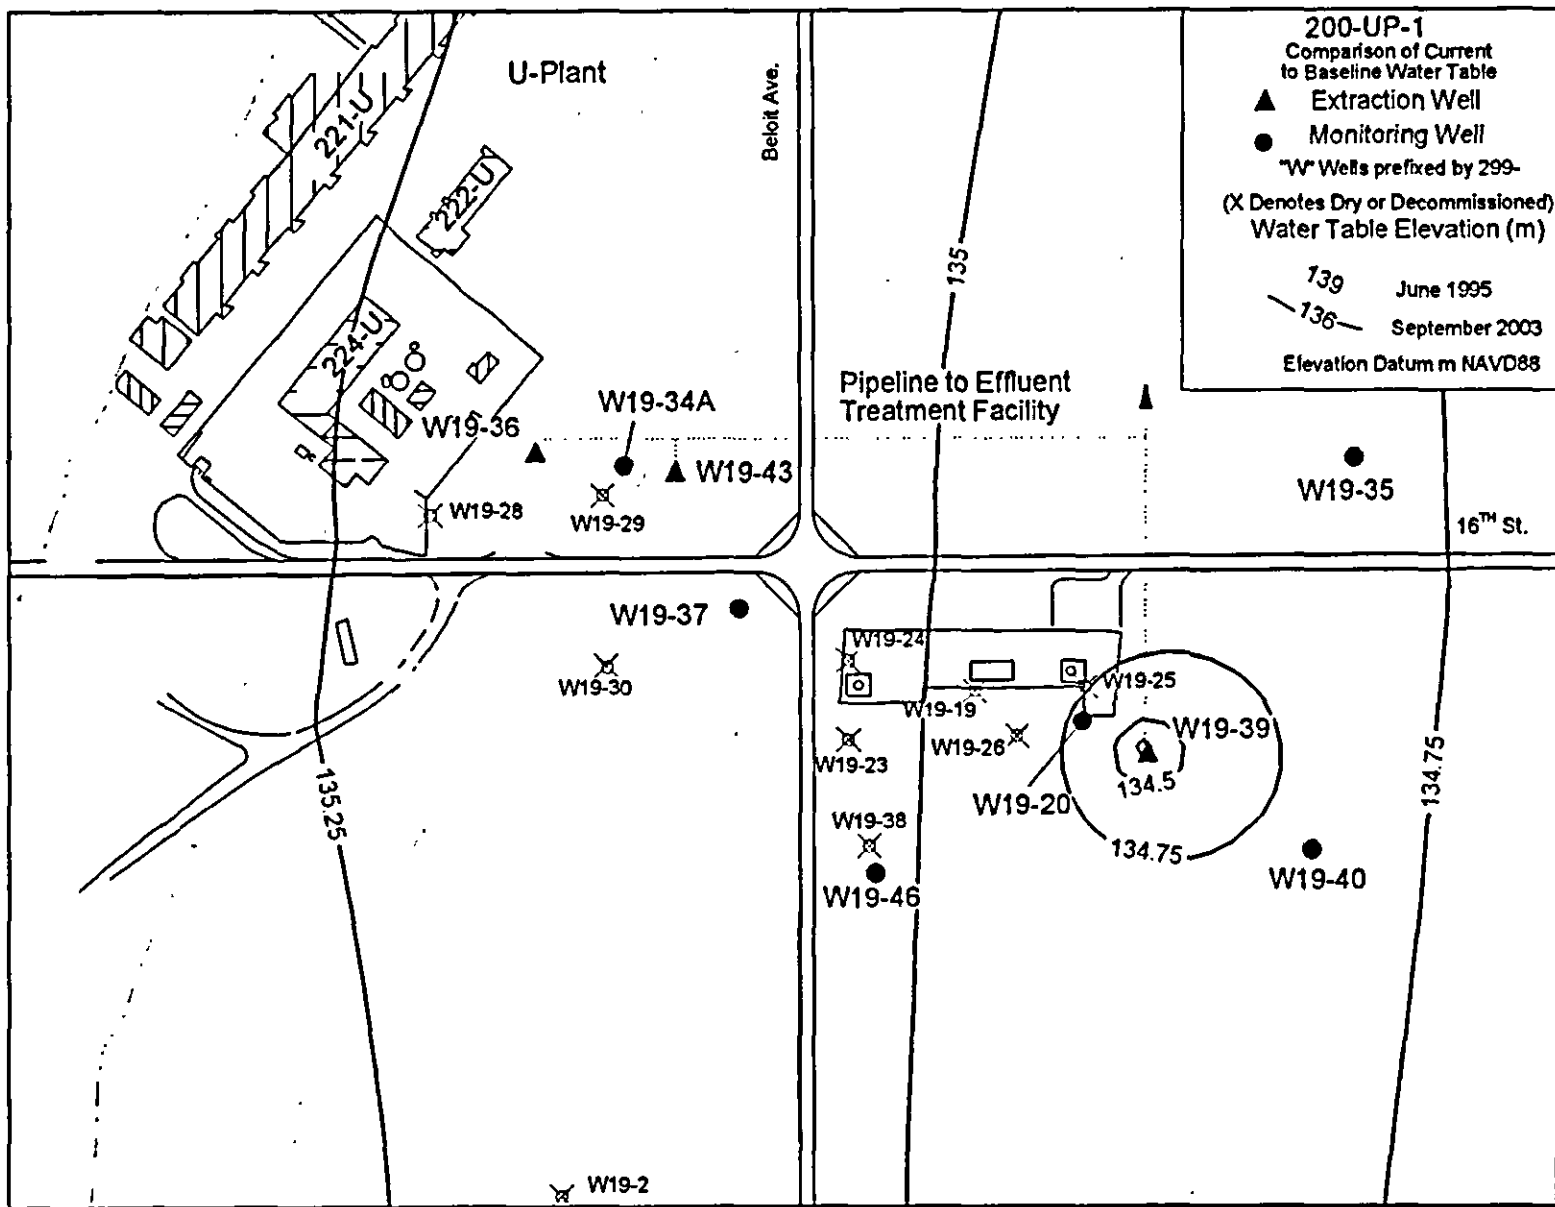 200-UP-1
Comparison of Current
to Baseline Water Table
Extraction Well
Monitoring Well
"W" Wells prefixed by 299-
(X Denotes Dry or Decommissioned)
Water Table Elevation (m)
139 June 1995
136 September 2003
Elevation Datum m NAVD88
U-Plant
Beloit Ave.
221-U
222-U
224-U
135
Pipeline to Effluent
Treatment Facility
W19-34A
W19-36
W19-43
W19-35
W19-28
W19-29
16TH St.
W19-37
W19-24
W19-30
W19-25
W19-19
W19-39
W19-26
W19-23
134.5
W19-20
134.75
135.25
W19-38
134.75
W19-46
W19-40
W19-2